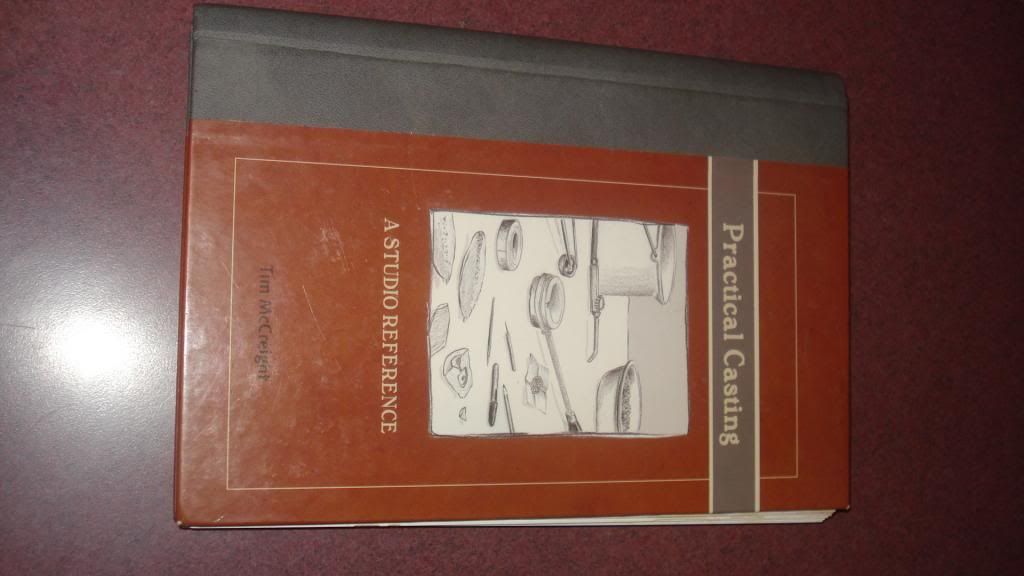 Practical Casting
A STUDIO REFERENCE
Tim McCreight